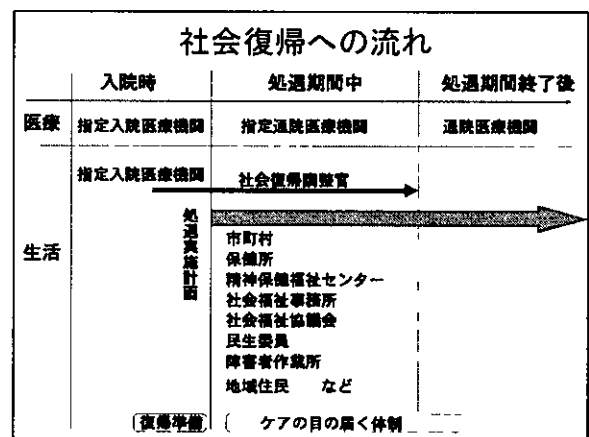 社会復帰への流れ
入院時 処遇期間中 処遇期間終了後
医療 指定入院医療機関 指定通院医療機関 通院医療機関
指定入院医療機関 社会復帰調整官
生活
処遇実施計画
市町村
保健所
精神保健福祉センター
社会福祉事務所
社会福祉協議会
民生委員
障害者作業所
地域住民 など
復帰準備 ケアの目の届く体制